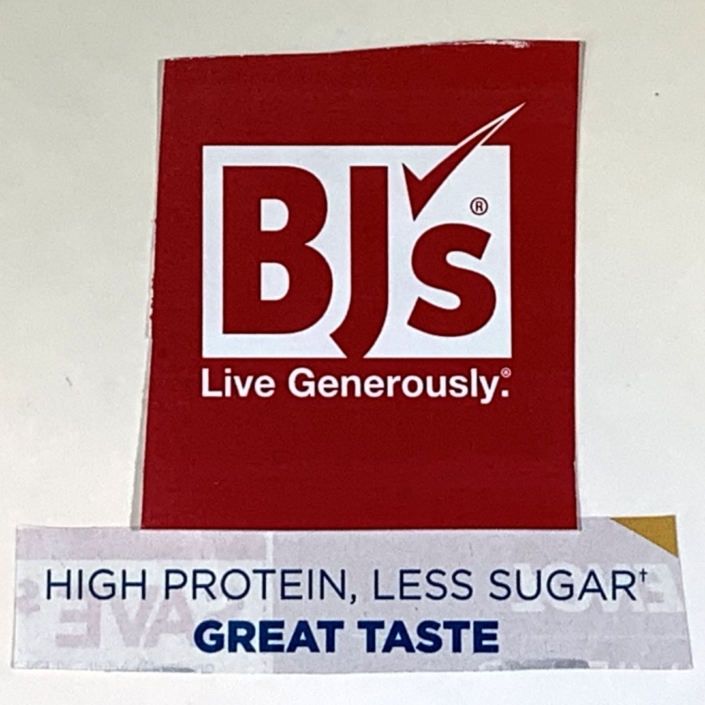 BJ's®
Live Generously.®
HIGH PROTEIN, LESS SUGAR†
GREAT TASTE